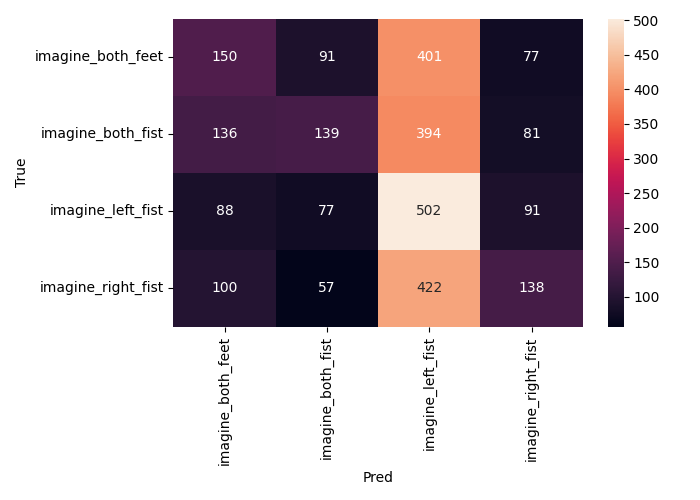 imagine_both_feet 150 91 401 77
imagine_both_fist 136 139 394 81
imagine_left_fist 88 77 502 91
imagine_right_fist 100 57 422 138
True
imagine_both_feet
imagine_both_fist
imagine_left_fist
imagine_right_fist
Pred
500
450
400
350
300
250
200
150
100